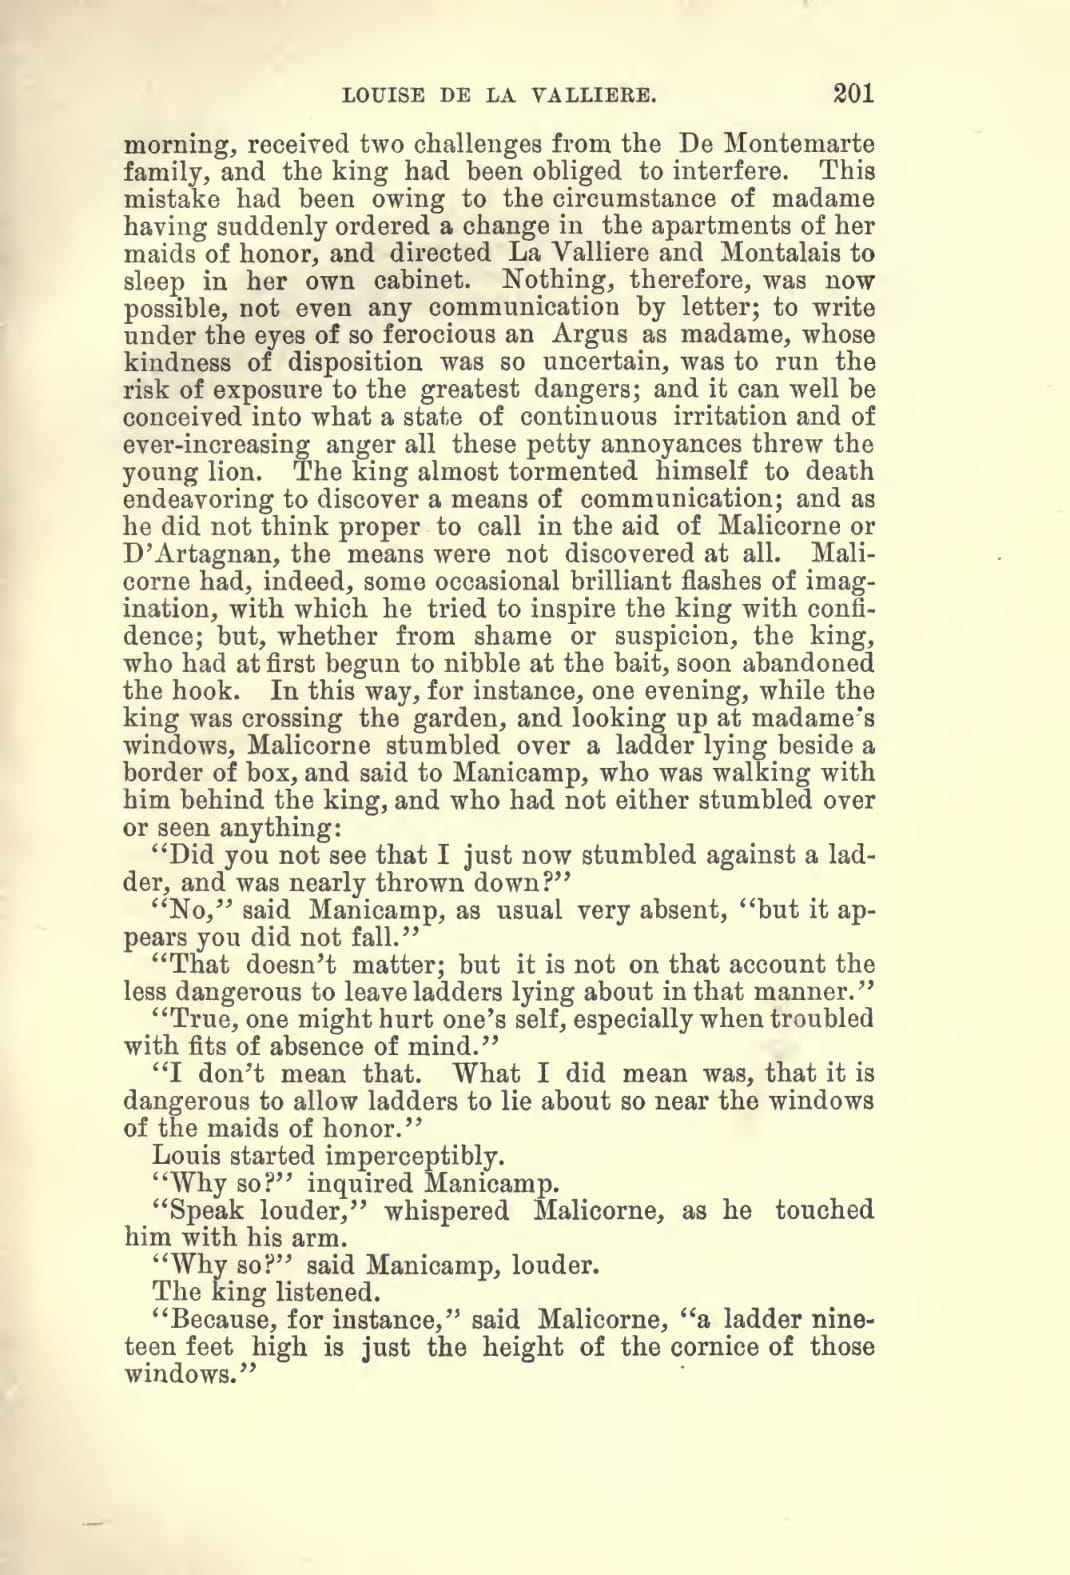 LOUISE DE LA VALLIERE. 201
morning, received two challenges from the De Montemarte
family, and the king had been obliged to interfere. This
mistake had been owing to the circumstance of madame
having suddenly ordered a change in the apartments of her
maids of honor, and directed La Valliere and Montalais to
sleep in her own cabinet. Nothing, therefore, was now
possible, not even any communication by letter; to write
under the eyes of so ferocious an Argus as madame, whose
kindness of disposition was so uncertain, was to run the
risk of exposure to the greatest dangers; and it can well be
conceived into what a state of continuous irritation and of
ever-increasing anger all these petty annoyances threw the
young lion. The king almost tormented himself to death
endeavoring to discover a means of communication; and as
he did not think proper to call in the aid of Malicorne or
D’Artagnan, the means were not discovered at all. Mali-
corne had, indeed, some occasional brilliant flashes of imag-
ination, with which he tried to inspire the king with confi-
dence; but, whether from shame or suspicion, the king,
who had at first begun to nibble at the bait, soon abandoned
the hook. In this way, for instance, one evening, while the
king was crossing the garden, and looking up at madame's
windows, Malicorne stumbled over a ladder lying beside a
border of box, and said to Manicamp, who was walking with
him behind the king, and who had not either stumbled over
or seen anything:
“Did you not see that I just now stumbled against a lad-
der, and was nearly thrown down?”
“No,” said Manicamp, as usual very absent, “but it ap-
pears you did not fall.”
“That doesn’t matter; but it is not on that account the
less dangerous to leave ladders lying about in that manner.”
“True, one might hurt one’s self, especially when troubled
with fits of absence of mind.”
“I don’t mean that. What I did mean was, that it is
dangerous to allow ladders to lie about so near the windows
of the maids of honor.”
Louis started imperceptibly.
“Why so?” inquired Manicamp.
“Speak louder,” whispered Malicorne, as he touched
him with his arm.
“Why so?” said Manicamp, louder.
The king listened.
“Because, for instance,” said Malicorne, “a ladder nine-
teen feet high is just the height of the cornice of those
windows.”